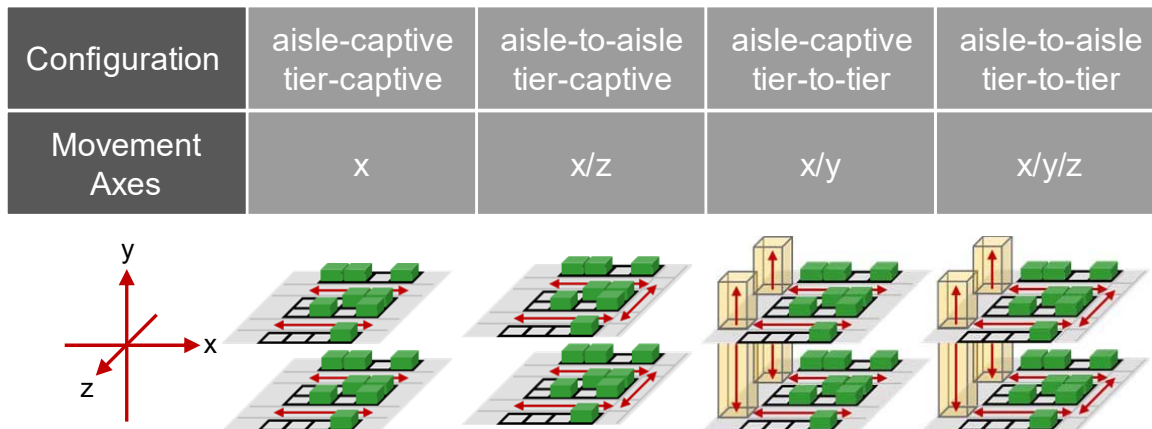 Configuration
aisle-captive
tier-captive
aisle-to-aisle
tier-captive
aisle-captive
tier-to-tier
aisle-to-aisle
tier-to-tier
Movement
Axes
x
x/z
x/y
x/y/z
y
x
z